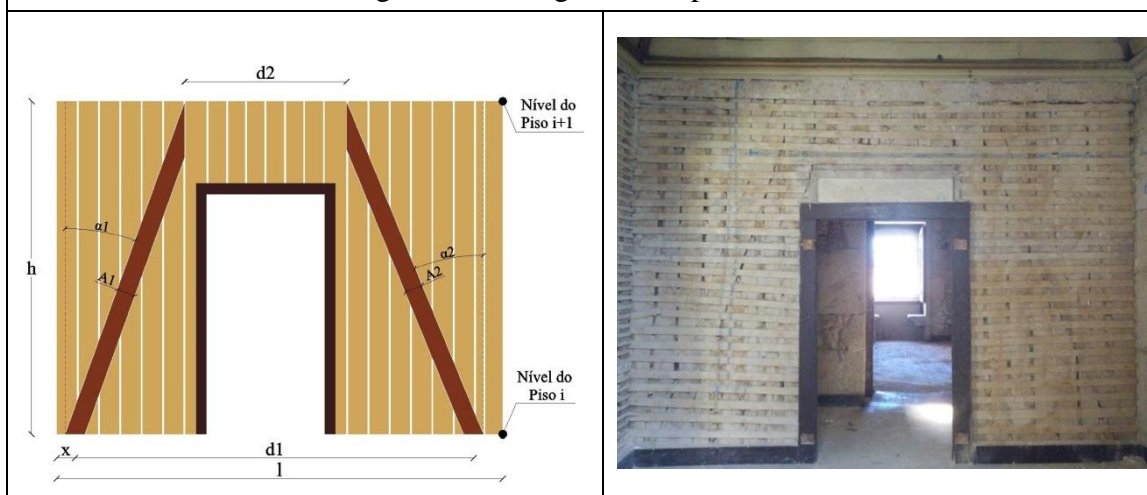 d2
Nível do
Piso i+1
α1
α2
h
A1
A2
Nível do
Piso i
x
d1
l